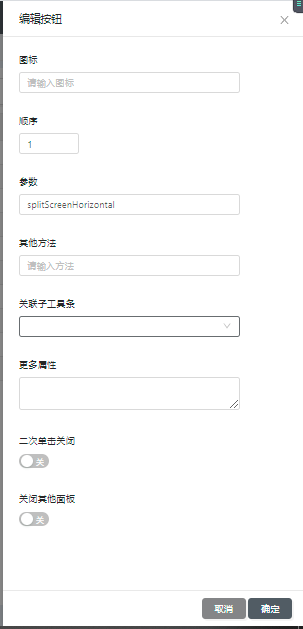 编辑按钮
图标
请输入图标
顺序
1
参数
splitScreenHorizontal
其他方法
请输入方法
关联子工具条
更多属性
二次单击关闭
关
关闭其他面板
关
取消
确定